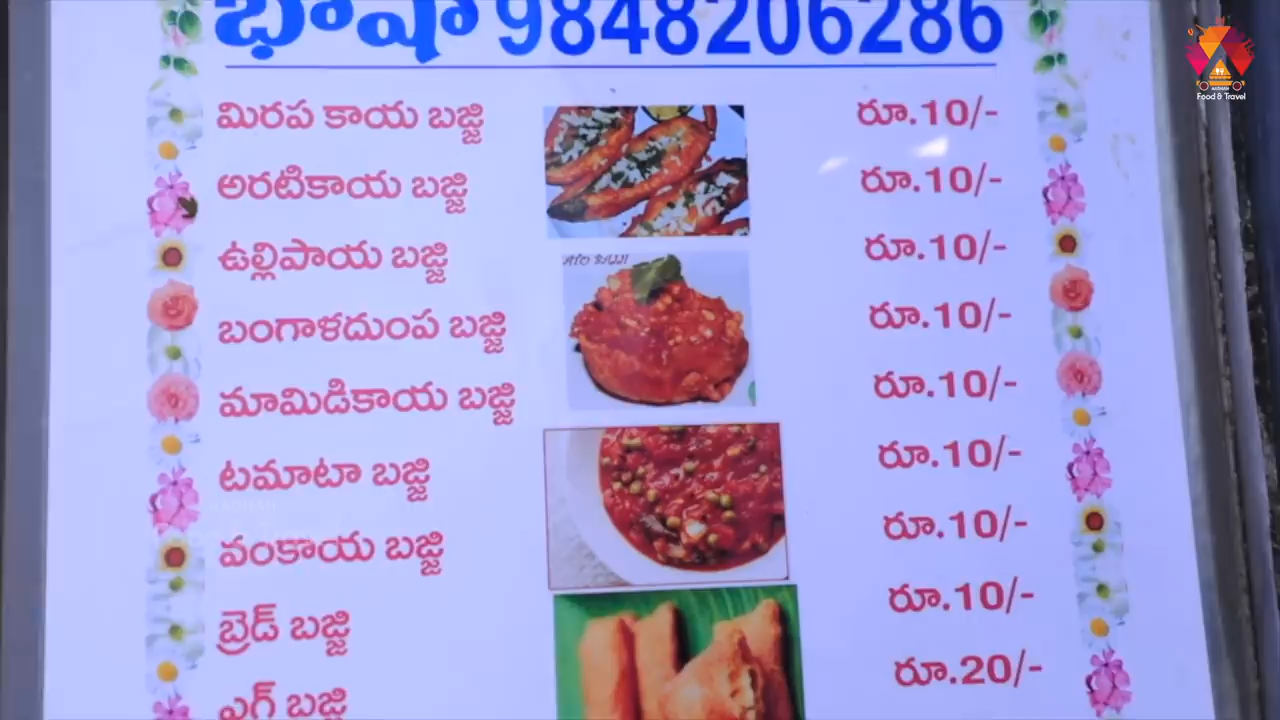 భాషా 9848206286
మిరప కాయ బజ్జి రూ.10/-
అరటికాయ బజ్జి రూ.10/-
ఉల్లిపాయ బజ్జి రూ.10/-
బంగాళదుంప బజ్జి రూ.10/-
మామిడికాయ బజ్జి రూ.10/-
టమాటా బజ్జి రూ.10/-
వంకాయ బజ్జి రూ.10/-
బ్రెడ్ బజ్జి రూ.10/-
ఎగ్ బజ్జి రూ.20/-
AADHAN
Food & Travel